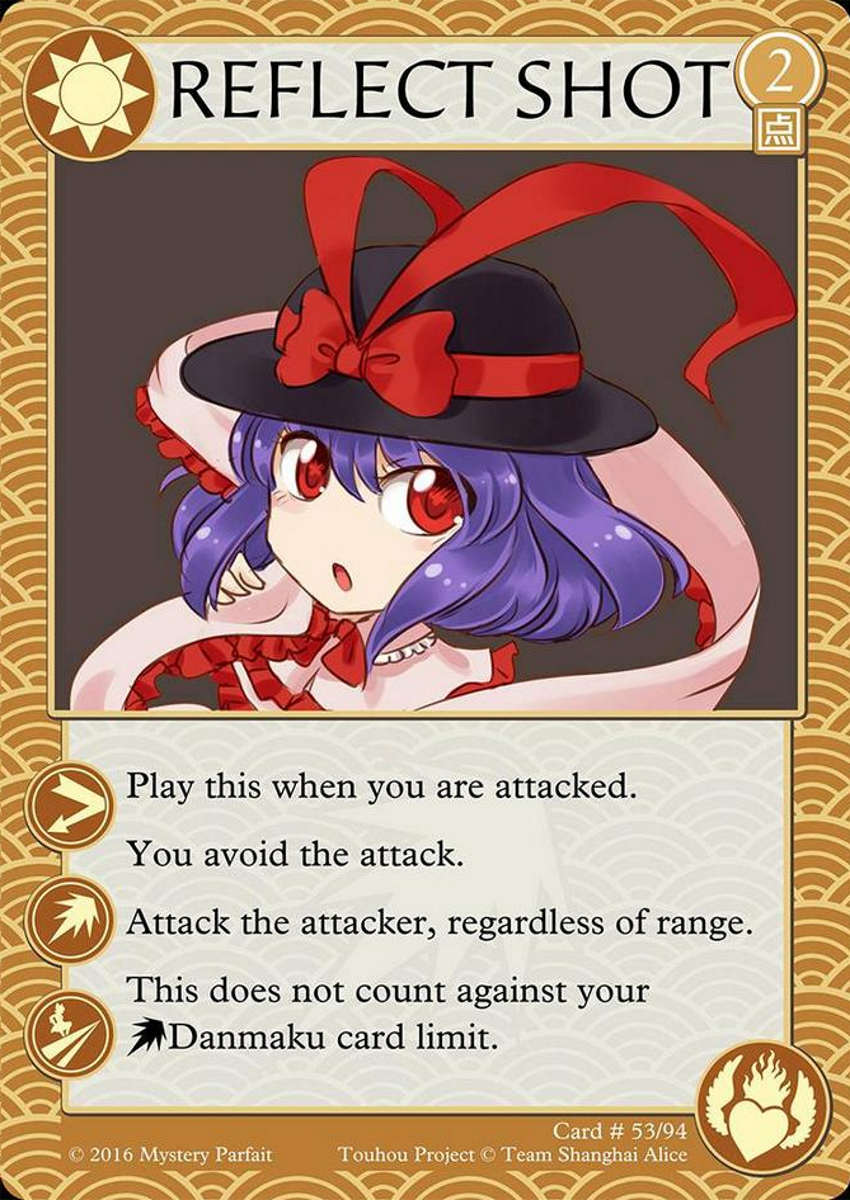 REFLECT SHOT
2
点
Play this when you are attacked.
You avoid the attack.
Attack the attacker, regardless of range.
This does not count against your
Danmaku card limit.
Card # 53/94
© 2016 Mystery Parfait
Touhou Project © Team Shanghai Alice